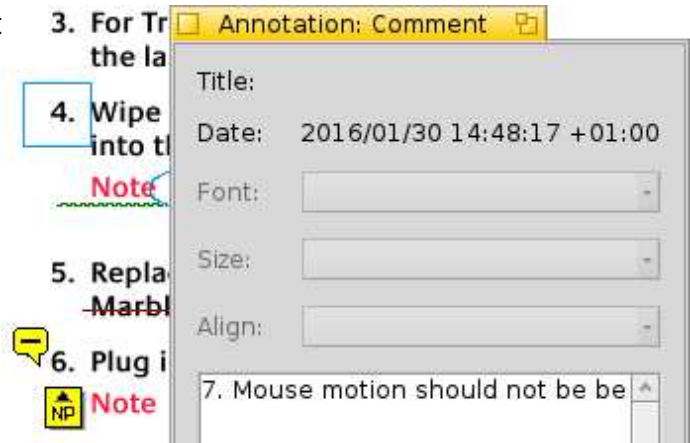 3. For Tr
the la
4. Wipe
into th
Note
5. Repla
Marbl
6. Plug i
NP
Note
Annotation: Comment
Title:
Date: 2016/01/30 14:48:17 +01:00
Font:
Size:
Align:
7. Mouse motion should not be be